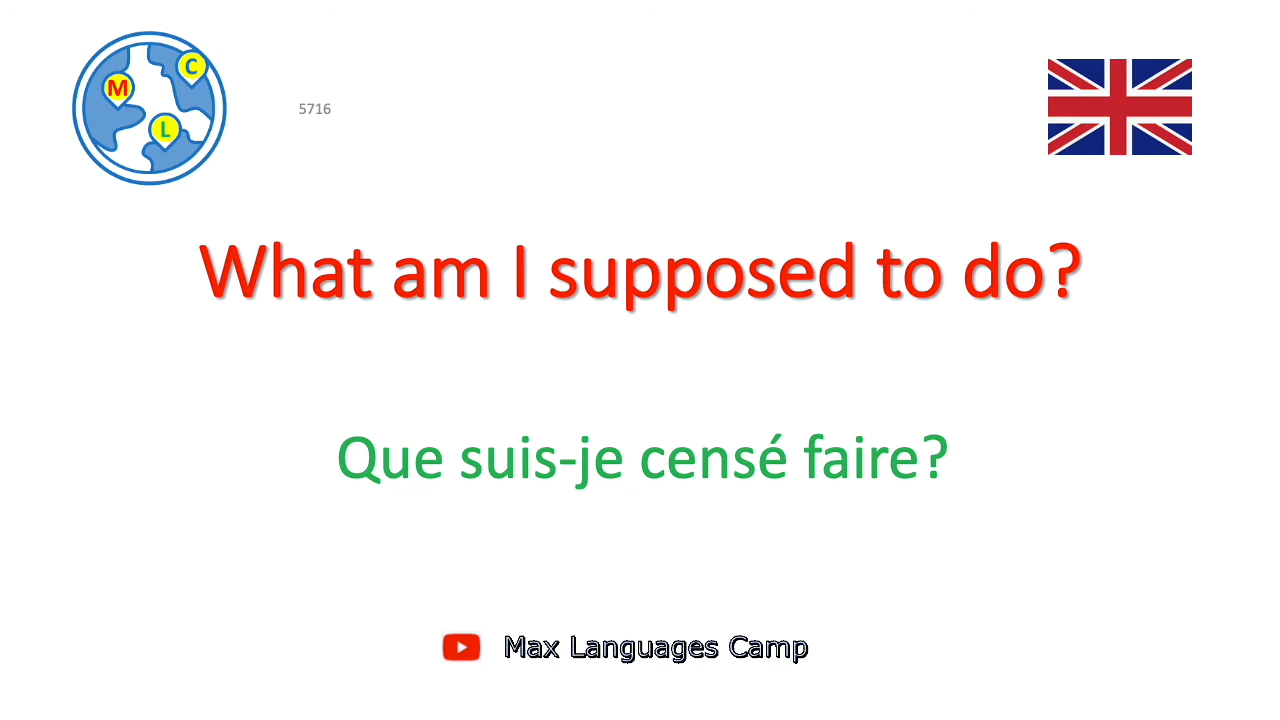 C
M
L
5716
What am I supposed to do?
Que suis-je censé faire?
Max Languages Camp